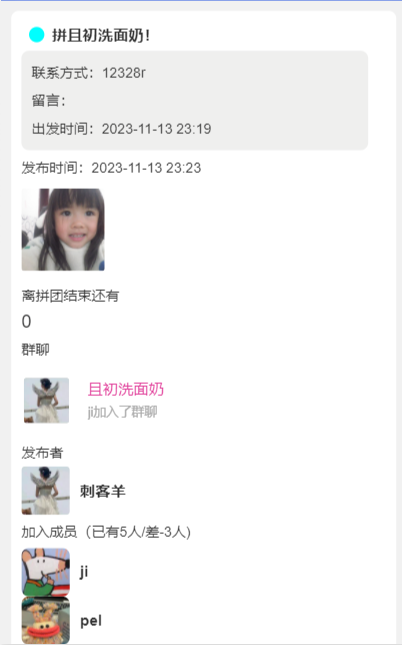 拼且初洗面奶！
联系方式：12328r
留言：
出发时间：2023-11-13 23:19
发布时间：2023-11-13 23:23
离拼团结束还有
0
群聊
且初洗面奶
ji加入了群聊
发布者
刺客羊
加入成员（已有5人/差-3人）
ji
pel